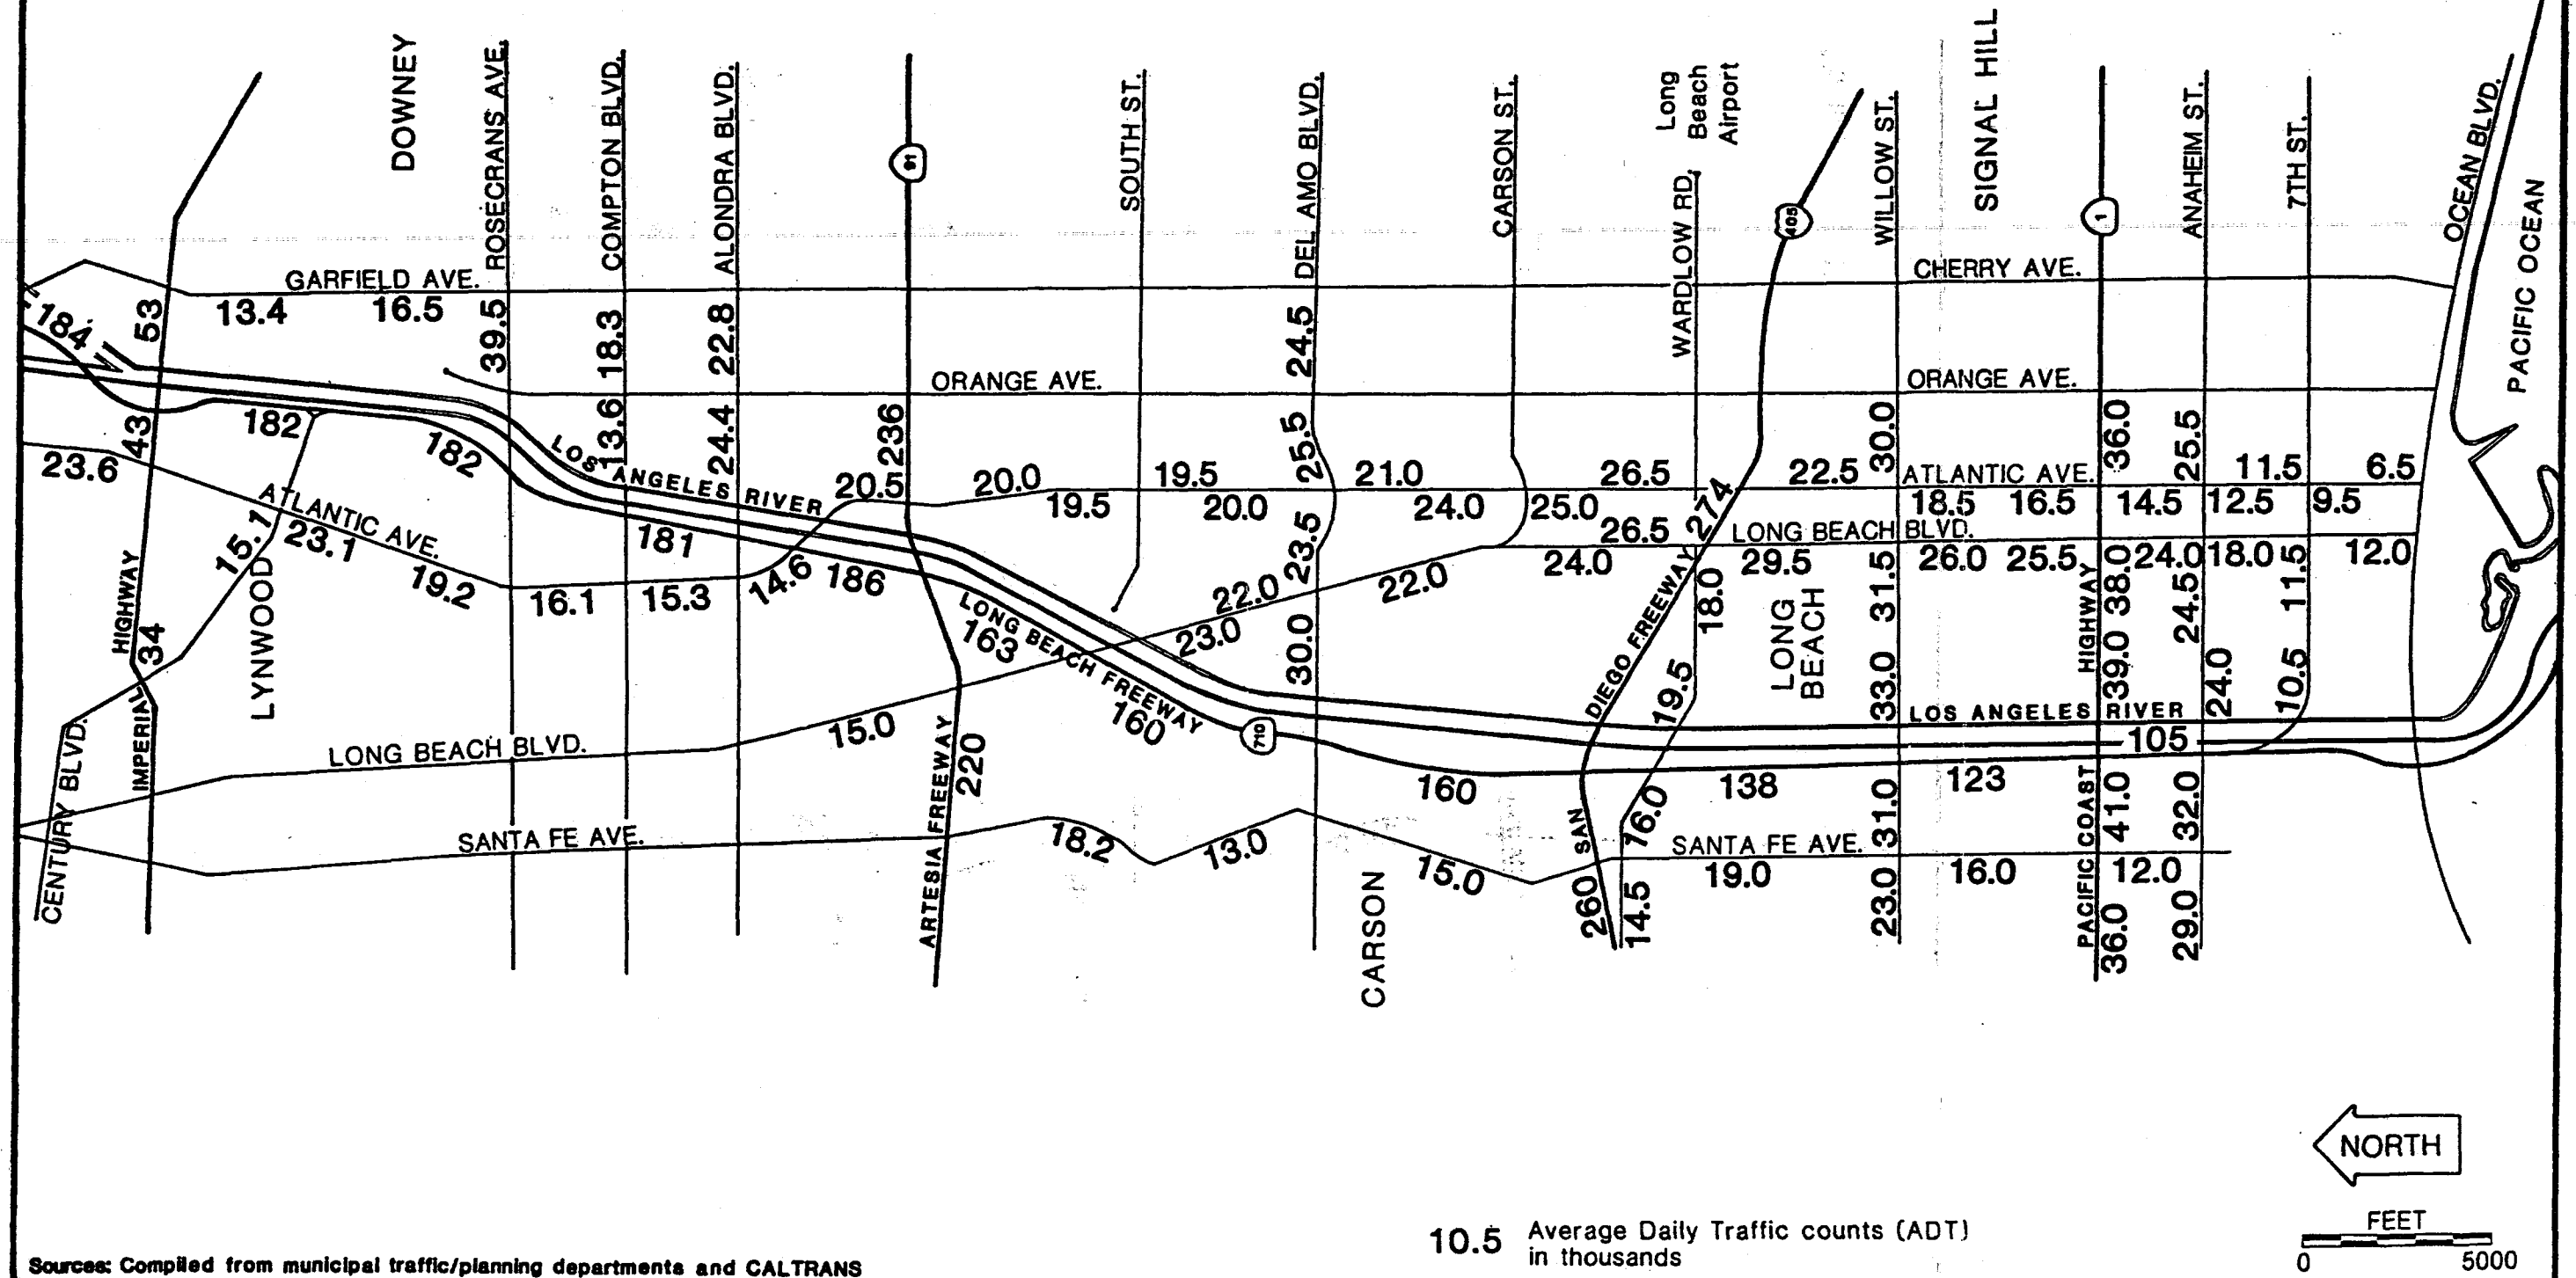 DOWNEY
ROSECRANS AVE.
COMPTON BLVD.
ALONDRA BLVD.
91
SOUTH ST.
DEL AMO BLVD.
CARSON ST.
Long
Beach
Airport
WARDLOW RD.
405
WILLOW ST.
SIGNAL HILL
1
ANAHEIM ST.
7TH ST.
OCEAN BLVD.
PACIFIC OCEAN
GARFIELD AVE.
CHERRY AVE.
184
53
13.4
16.5
39.5
18.3
22.8
24.5
ORANGE AVE.
ORANGE AVE.
43
182
182
13.6
24.4
236
25.5
30.0
36.0
25.5
23.6
LOS ANGELES RIVER
20.5
20.0
19.5
21.0
26.5
22.5
ATLANTIC AVE.
11.5
6.5
ATLANTIC AVE.
19.5
20.0
24.0
25.0
274
18.5
16.5
14.5
12.5
9.5
15.1
23.1
181
23.5
26.5
LONG BEACH BLVD.
HIGHWAY
19.2
16.1
15.3
14.6
186
22.0
22.0
24.0
29.5
31.5
26.0
25.5
38.0
24.0
18.0
11.5
12.0
34
LYNWOOD
LONG BEACH FREEWAY
163
23.0
30.0
18.0
LONG
BEACH
HIGHWAY
24.5
160
SAN DIEGO FREEWAY
19.5
33.0
39.0
24.0
10.5
LOS ANGELES RIVER
CENTURY BLVD.
IMPERIAL
LONG BEACH BLVD.
15.0
ARTESIA FREEWAY
220
710
105
160
138
123
16.0
31.0
PACIFIC COAST
41.0
32.0
SANTA FE AVE.
18.2
13.0
15.0
SANTA FE AVE.
19.0
16.0
12.0
CARSON
260
14.5
23.0
36.0
29.0
NORTH
10.5 Average Daily Traffic counts (ADT)
in thousands
FEET
0 5000
Sources: Compiled from municipal traffic/planning departments and CALTRANS